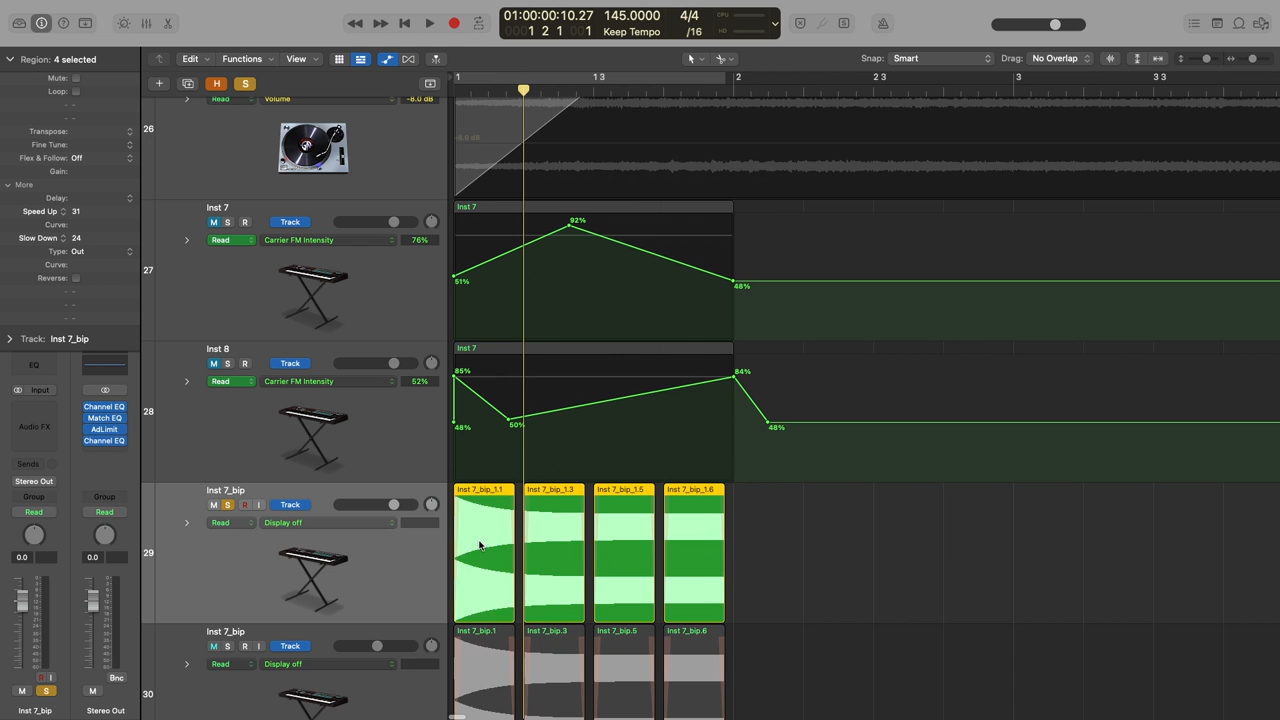 01:00:00:10.27
1 2 1 1
145.0000
Keep Tempo
4/4
/16
CPU
HD
Region: 4 selected
Edit
Functions
View
Snap: Smart
Drag: No Overlap
Mute:
Loop:
Transpose:
Fine Tune:
Flex & Follow: Off
Gain:
More
Delay:
Speed Up 31
Curve:
Slow Down 24
Type: Out
Curve:
Reverse:
Track: Inst 7_bip
H
S
1
1 3
2
2 3
3
3 3
26
Read
Volume
-8.0 dB
-8.0 dB
27
Inst 7
M S R
Track
Read
Carrier FM Intensity
76%
Inst 7
51%
92%
48%
28
Inst 8
M S R
Track
Read
Carrier FM Intensity
52%
Inst 7
85%
48%
50%
84%
48%
29
Inst 7_bip
M S R I
Track
Read
Display off
Inst 7_bip_1.1
Inst 7_bip_1.3
Inst 7_bip_1.5
Inst 7_bip_1.6
30
Inst 7_bip
M S R I
Track
Read
Display off
Inst 7_bip.1
Inst 7_bip.3
Inst 7_bip.5
Inst 7_bip.6
EQ
Input
Audio FX
Channel EQ
Match EQ
AdLimit
Channel EQ
Sends
Stereo Out
Group
Group
Read
Read
0.0
0.0
R I
Bnc
M S
M
Inst 7_bip
Stereo Out